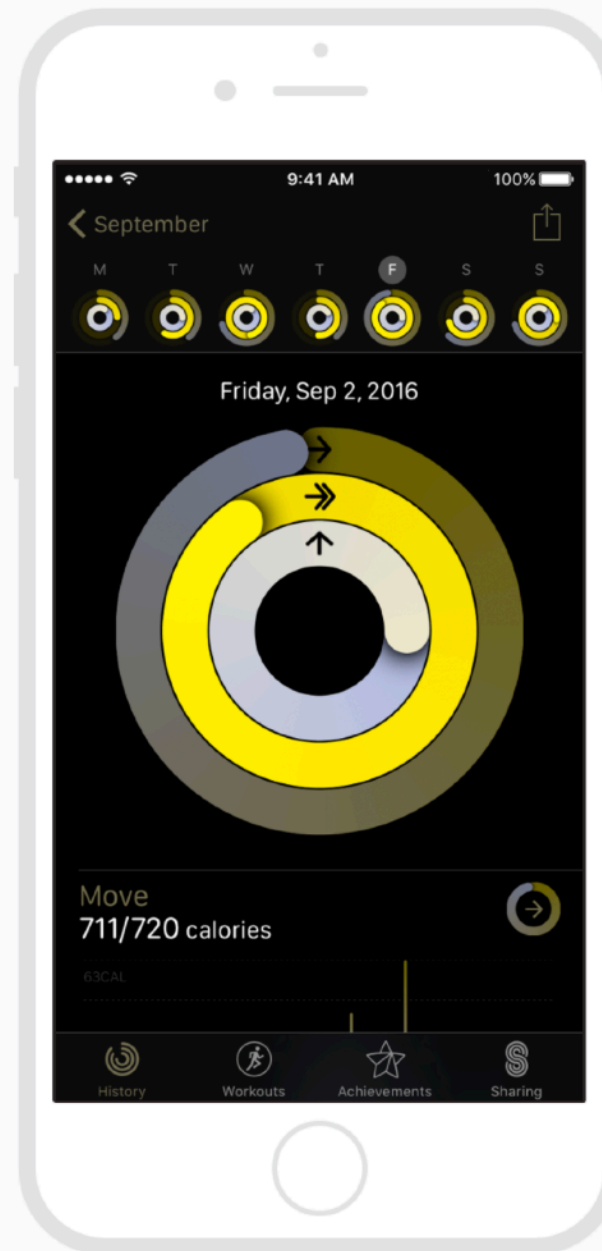 9:41 AM 100%
September
M T W T F S S
Friday, Sep 2, 2016
Move
711/720 calories
63CAL
History Workouts Achievements Sharing